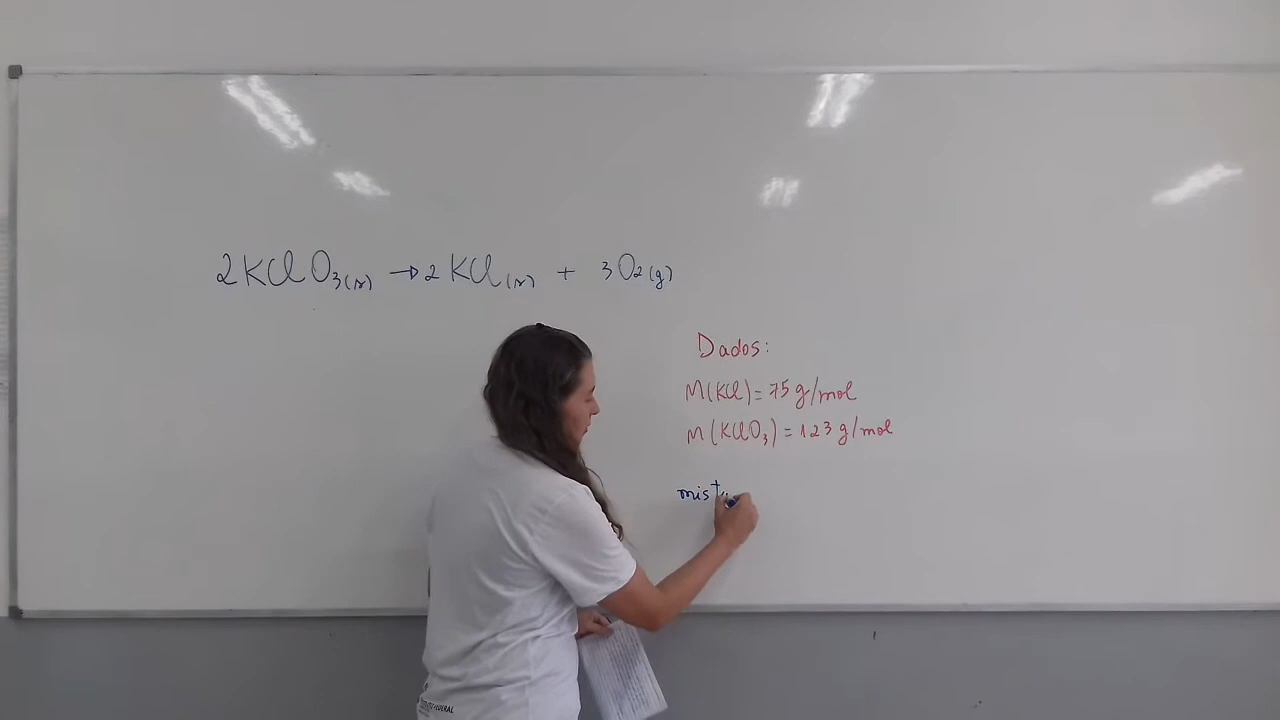 2KClO3(s) → 2KCl(s) + 3O2(g)
Dados:
M(KCl) = 75 g/mol
M(KClO3) = 123 g/mol
mist